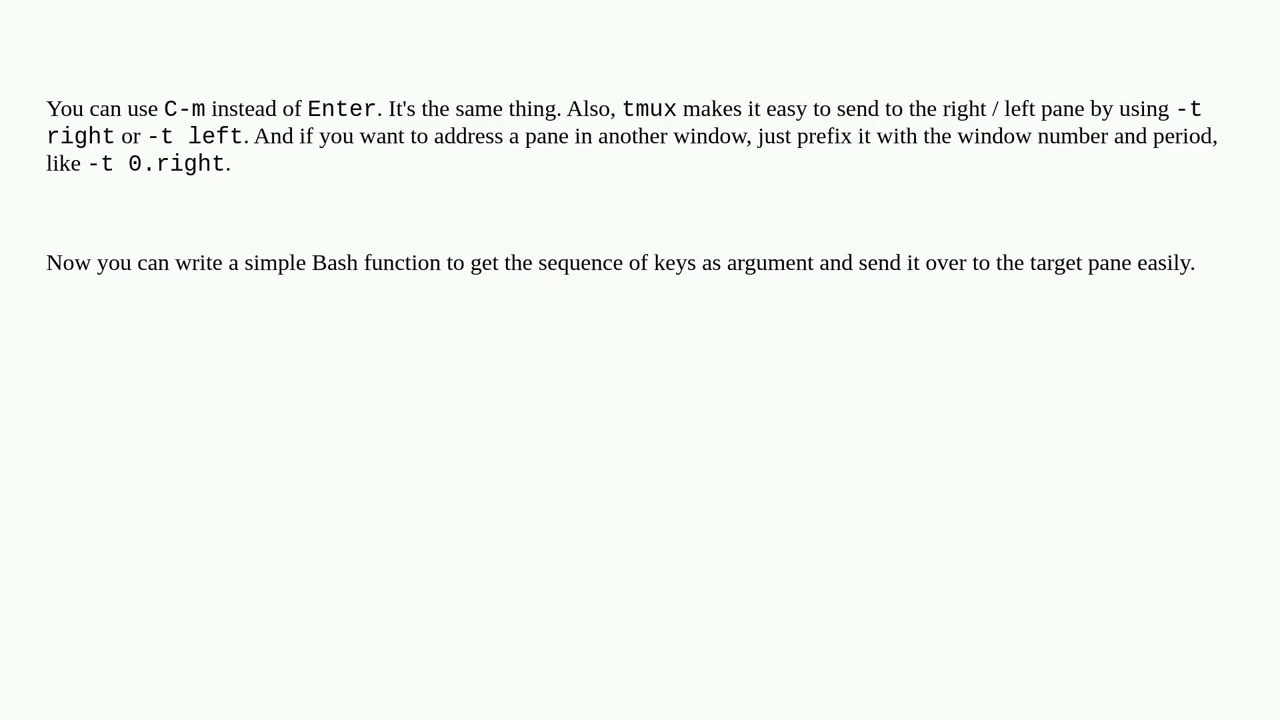 You can use C-m instead of Enter. It's the same thing. Also, tmux makes it easy to send to the right / left pane by using -t
right or -t left. And if you want to address a pane in another window, just prefix it with the window number and period,
like -t 0.right.
Now you can write a simple Bash function to get the sequence of keys as argument and send it over to the target pane easily.